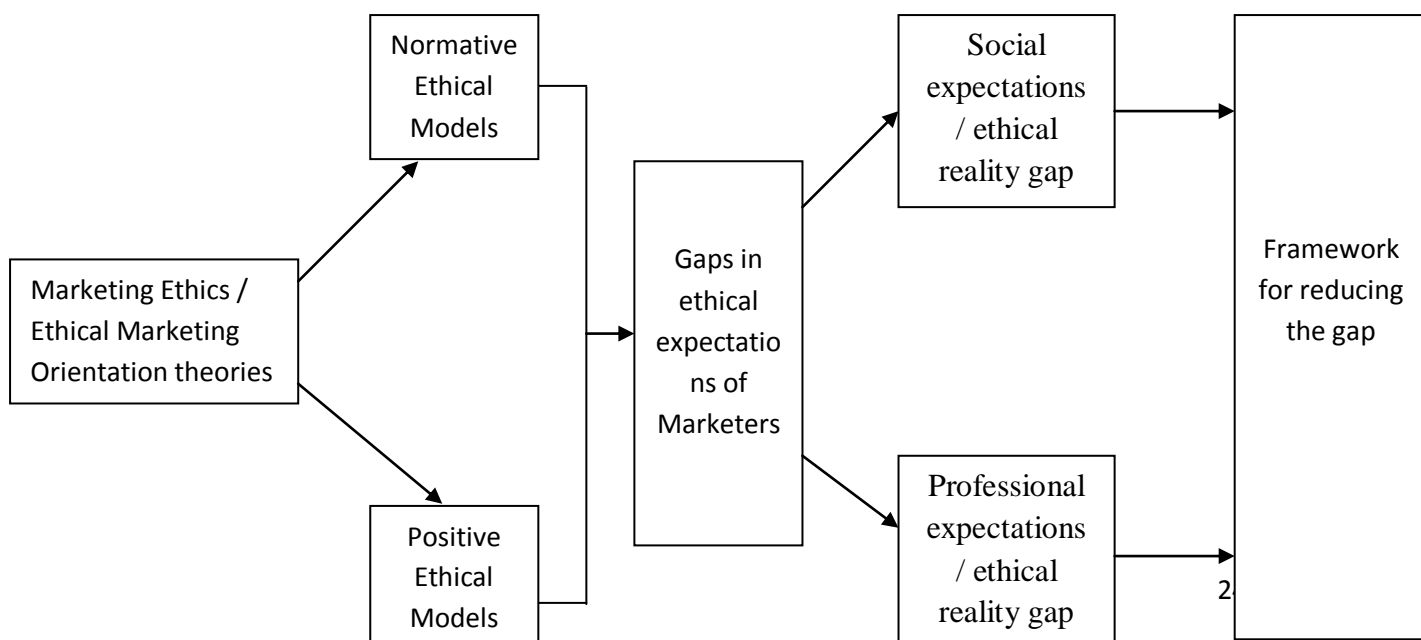 Normative
Ethical
Models
Social
expectations
/ ethical
reality gap
Marketing Ethics /
Ethical Marketing
Orientation theories
Gaps in
ethical
expectatio
ns of
Marketers
Framework
for reducing
the gap
Positive
Ethical
Models
Professional
expectations
/ ethical
reality gap